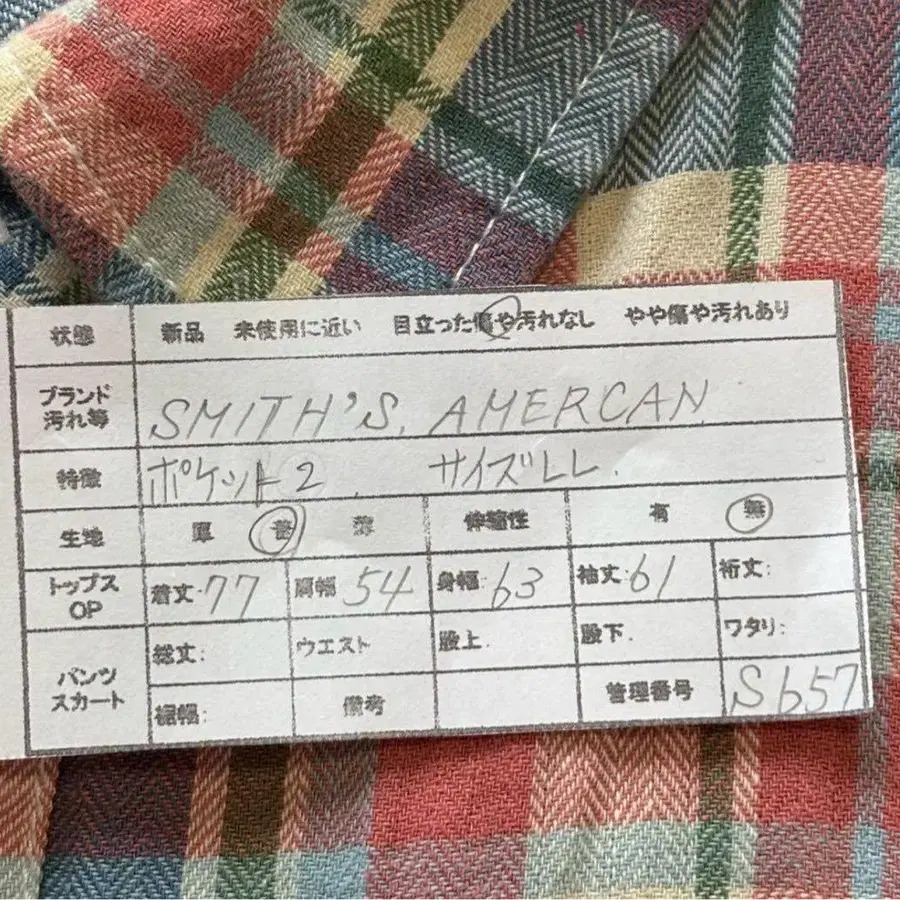 状態 新品 未使用に近い 目立った傷や汚れなし やや傷や汚れあり
ブランド
汚れ等 SMITH'S. AMERCAN
特徴 ポケット2. サイズLL.
生地 厚 普 薄 伸縮性 有 無
トップス
OP 着丈:77 肩幅:54 身幅:63 袖丈:61 裄丈:
パンツ
スカート 総丈: ウエスト 股上. 股下. ワタリ:
裾幅: 備考 管理番号 S657